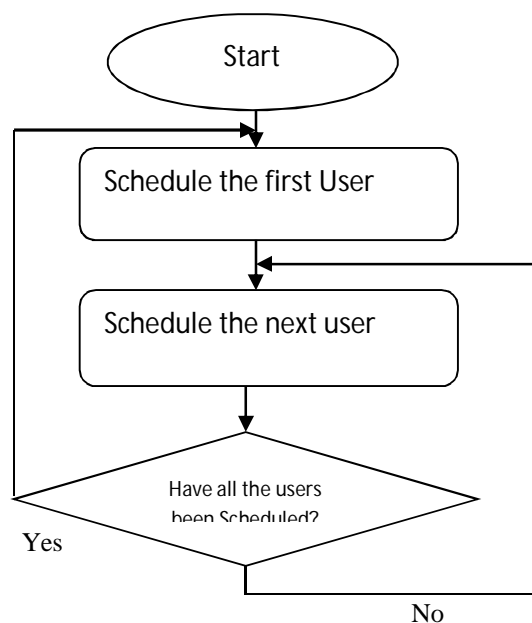 Start
Schedule the first User
Schedule the next user
Have all the users
been Scheduled?
Yes
No